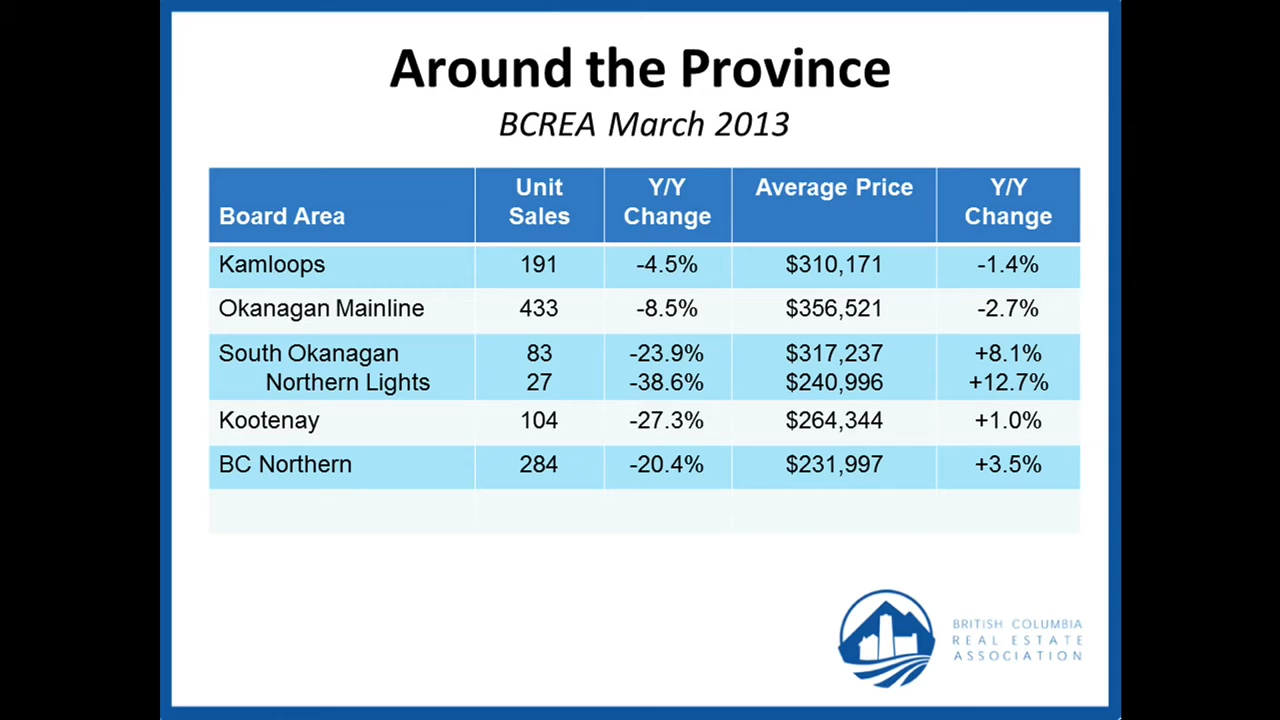 Around the Province
BCREA March 2013
Board Area Unit Sales Y/Y Change Average Price Y/Y Change
Kamloops 191 -4.5% $310,171 -1.4%
Okanagan Mainline 433 -8.5% $356,521 -2.7%
South Okanagan 83 -23.9% $317,237 +8.1%
Northern Lights 27 -38.6% $240,996 +12.7%
Kootenay 104 -27.3% $264,344 +1.0%
BC Northern 284 -20.4% $231,997 +3.5%
BRITISH COLUMBIA
REAL ESTATE
ASSOCIATION